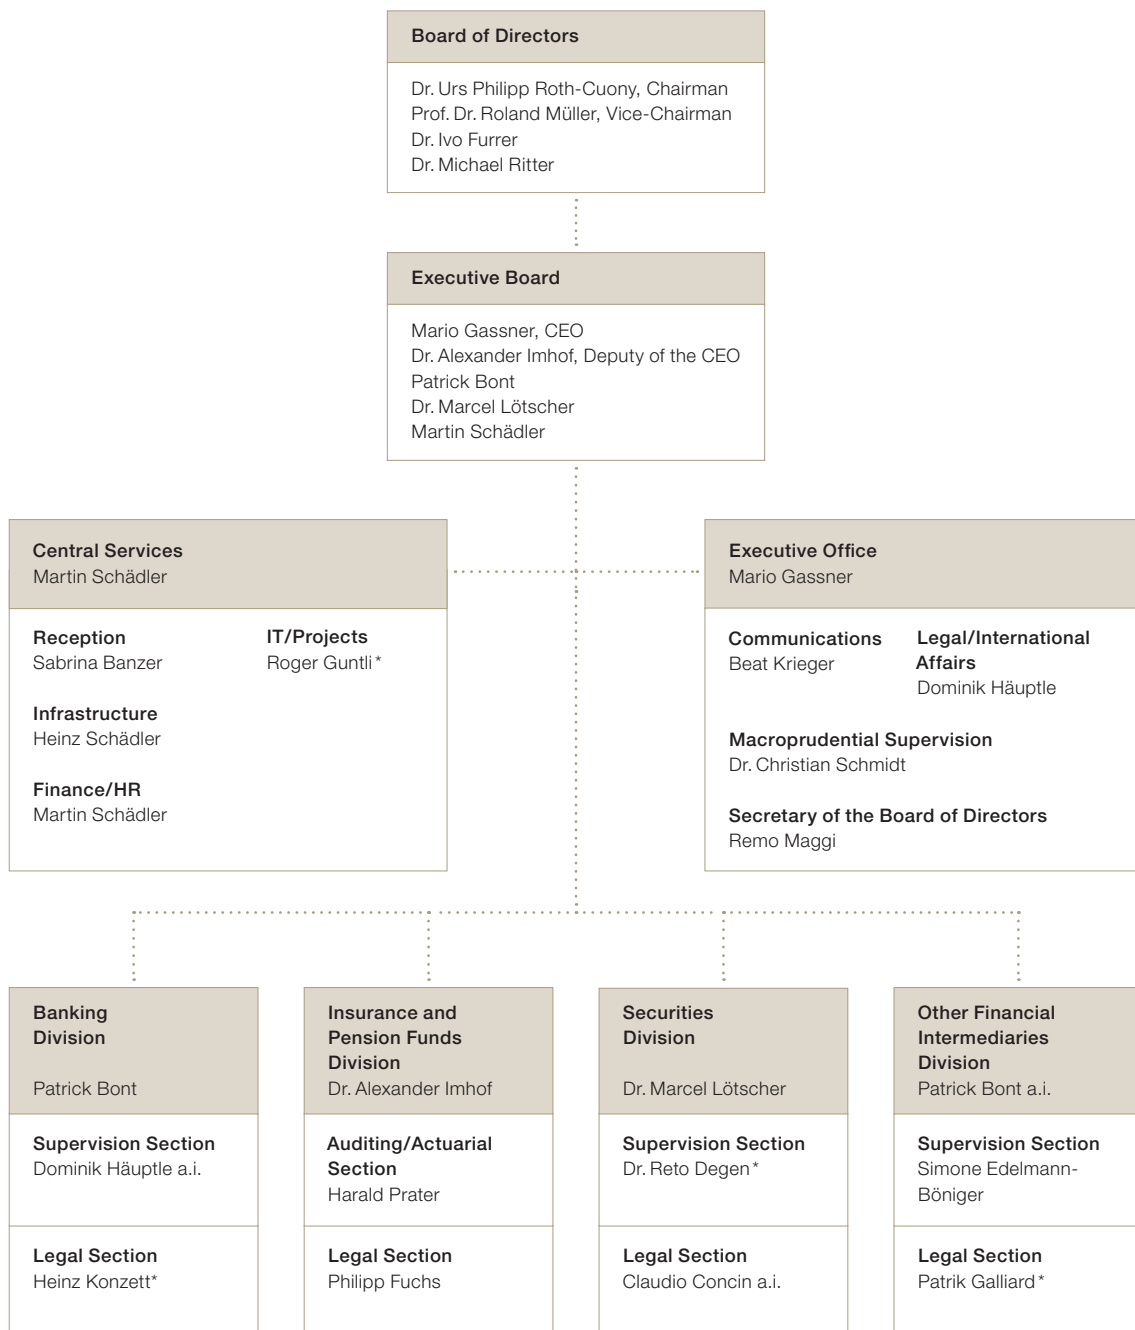 Board of Directors
Dr. Urs Philipp Roth-Cuony, Chairman
Prof. Dr. Roland Müller, Vice-Chairman
Dr. Ivo Furrer
Dr. Michael Ritter
Executive Board
Mario Gassner, CEO
Dr. Alexander Imhof, Deputy of the CEO
Patrick Bont
Dr. Marcel Lötscher
Martin Schädler
Central Services
Martin Schädler
Reception
Sabrina Banzer
IT/Projects
Roger Guntli*
Infrastructure
Heinz Schädler
Finance/HR
Martin Schädler
Executive Office
Mario Gassner
Communications
Beat Krieger
Legal/International
Affairs
Dominik Häuptle
Macroprudential Supervision
Dr. Christian Schmidt
Secretary of the Board of Directors
Remo Maggi
Banking
Division
Patrick Bont
Supervision Section
Dominik Häuptle a.i.
Legal Section
Heinz Konzett*
Insurance and
Pension Funds
Division
Dr. Alexander Imhof
Auditing/Actuarial
Section
Harald Prater
Legal Section
Philipp Fuchs
Securities
Division
Dr. Marcel Lötscher
Supervision Section
Dr. Reto Degen*
Legal Section
Claudio Concin a.i.
Other Financial
Intermediaries
Division
Patrick Bont a.i.
Supervision Section
Simone Edelmann-
Böniger
Legal Section
Patrik Galliard*